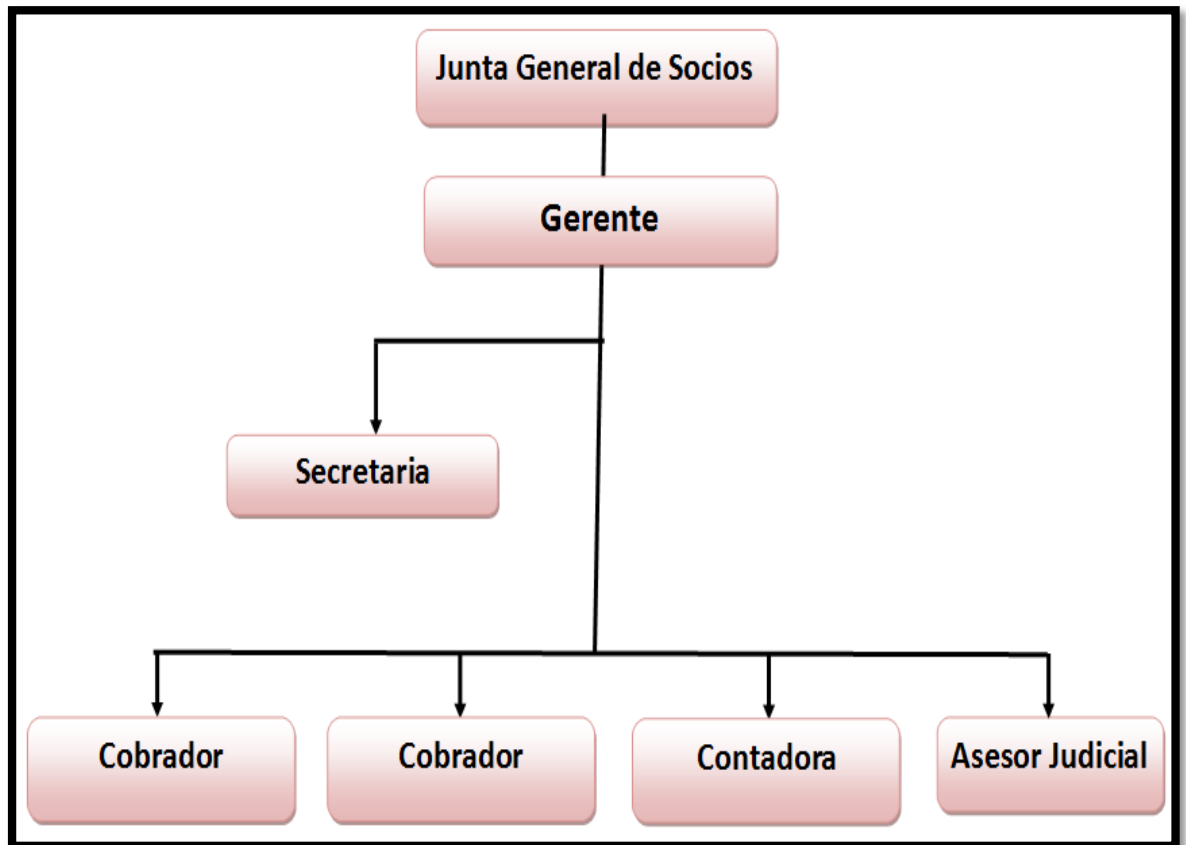 Junta General de Socios
Gerente
Secretaria
Cobrador
Cobrador
Contadora
Asesor Judicial